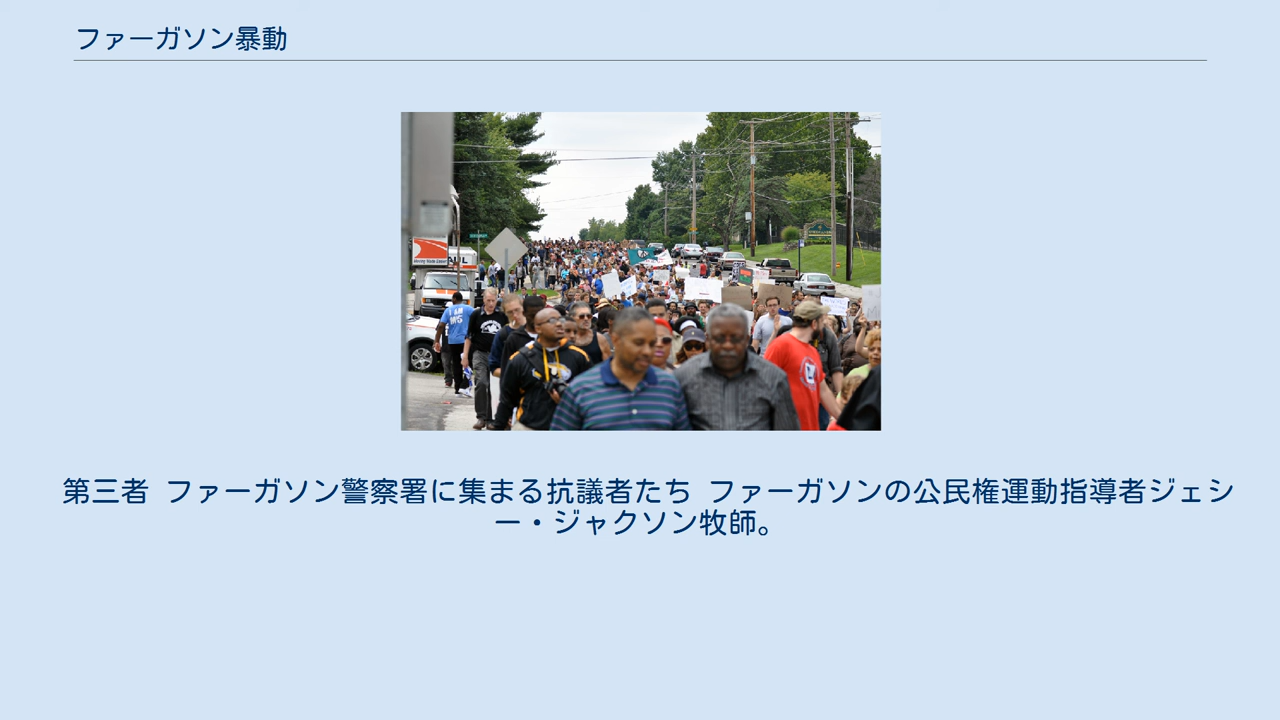 ファーガソン暴動
I AM
第三者 ファーガソン警察署に集まる抗議者たち ファーガソンの公民権運動指導者ジェシ
ー・ジャクソン牧師。